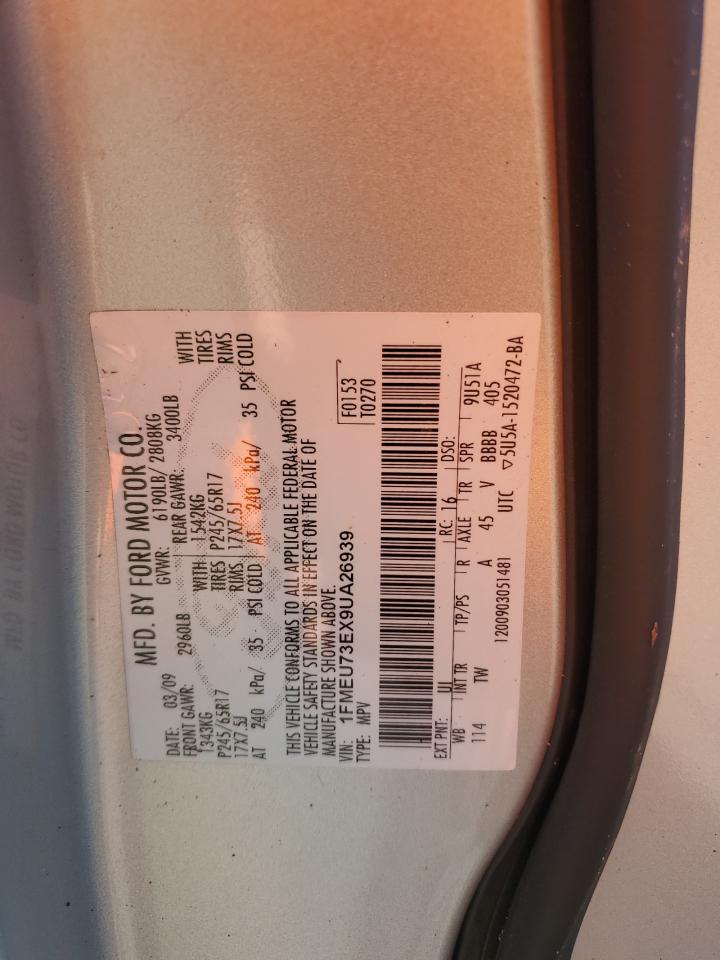 MFD. BY FORD MOTOR CO.
DATE: 03/09 GVWR: 6190LB/ 2808KG
FRONT GAWR: 2960LB REAR GAWR: 3400LB
1343KG WITH 1542KG WITH
P245/65R17 TIRES P245/65R17 TIRES
17X7.5J RIMS 17X7.5J RIMS
AT 240 kPa/ 35 PSI COLD AT 240 kPa/ 35 PSI COLD
THIS VEHICLE CONFORMS TO ALL APPLICABLE FEDERAL MOTOR
VEHICLE SAFETY STANDARDS IN EFFECT ON THE DATE OF
MANUFACTURE SHOWN ABOVE.
VIN: 1FMEU73EX9UA26939 F0153
TYPE: MPV T0270
EXT PNT: UJ RC: 16 DSO:
WB INT TR TP/PS R AXLE TR SPR 9U51A
114 TW A 45 V BBBB 405
1200903051481 UTC ▽5U5A-1520472-BA